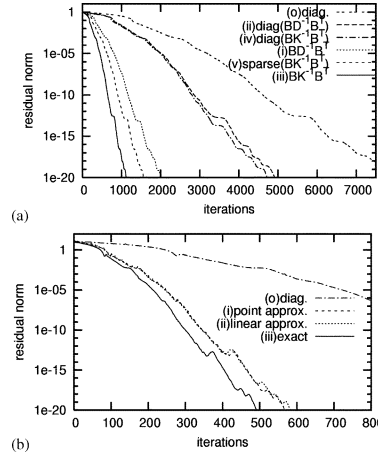 residual norm
1
1e-05
1e-10
1e-15
1e-20
(o)diag.
(ii)diag(BD⁻¹Bᵀ)
(iv)diag(BK⁻¹Bᵀ)
(i)BD⁻¹Bᵀ
(v)sparse(BK⁻¹Bᵀ)
(iii)BK⁻¹Bᵀ
0 1000 2000 3000 4000 5000 6000 7000
iterations
(a)
residual norm
1
1e-05
1e-10
1e-15
1e-20
(o)diag.
(i)point approx.
(ii)linear approx.
(iii)exact
0 100 200 300 400 500 600 700 800
iterations
(b)